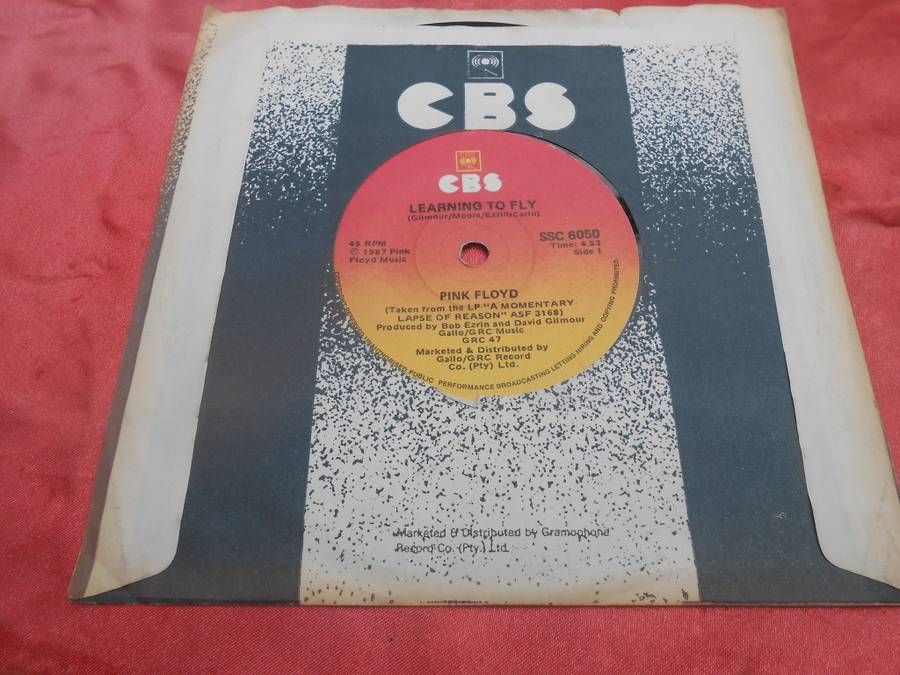 CBS
CBS
LEARNING TO FLY
(Gilmour/Moore/Ezrin/Carin)
45 RPM
℗ 1987 Pink
Floyd Music
SSC 6050
Time: 4.53
Side 1
PINK FLOYD
(Taken from the LP "A MOMENTARY
LAPSE OF REASON" ASF 3168)
Produced by Bob Ezrin and David Gilmour
Gallo/GRC Music
GRC 47
Marketed & Distributed by
Gallo/GRC Record
Co. (Pty) Ltd.
PUBLIC PERFORMANCE BROADCASTING LETTING HIRING AND COPYING PROHIBITED
Marketed & Distributed by Gramophone
Record Co. (Pty.) Ltd.